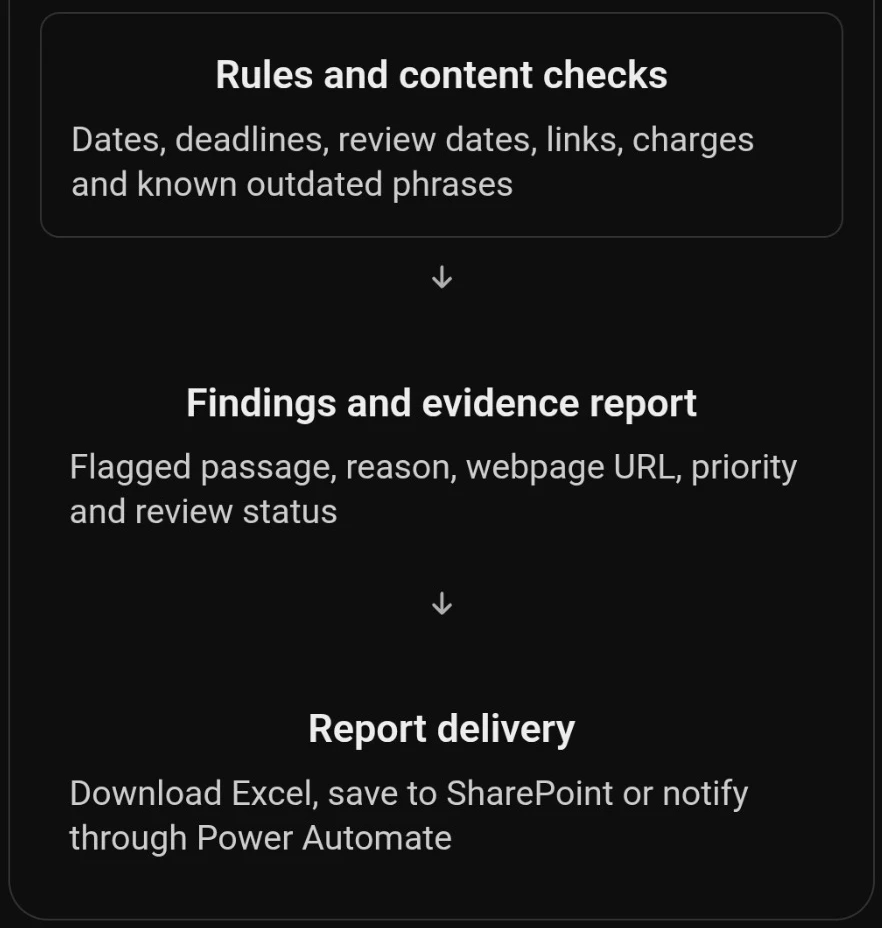 Rules and content checks
Dates, deadlines, review dates, links, charges
and known outdated phrases
Findings and evidence report
Flagged passage, reason, webpage URL, priority
and review status
Report delivery
Download Excel, save to SharePoint or notify
through Power Automate